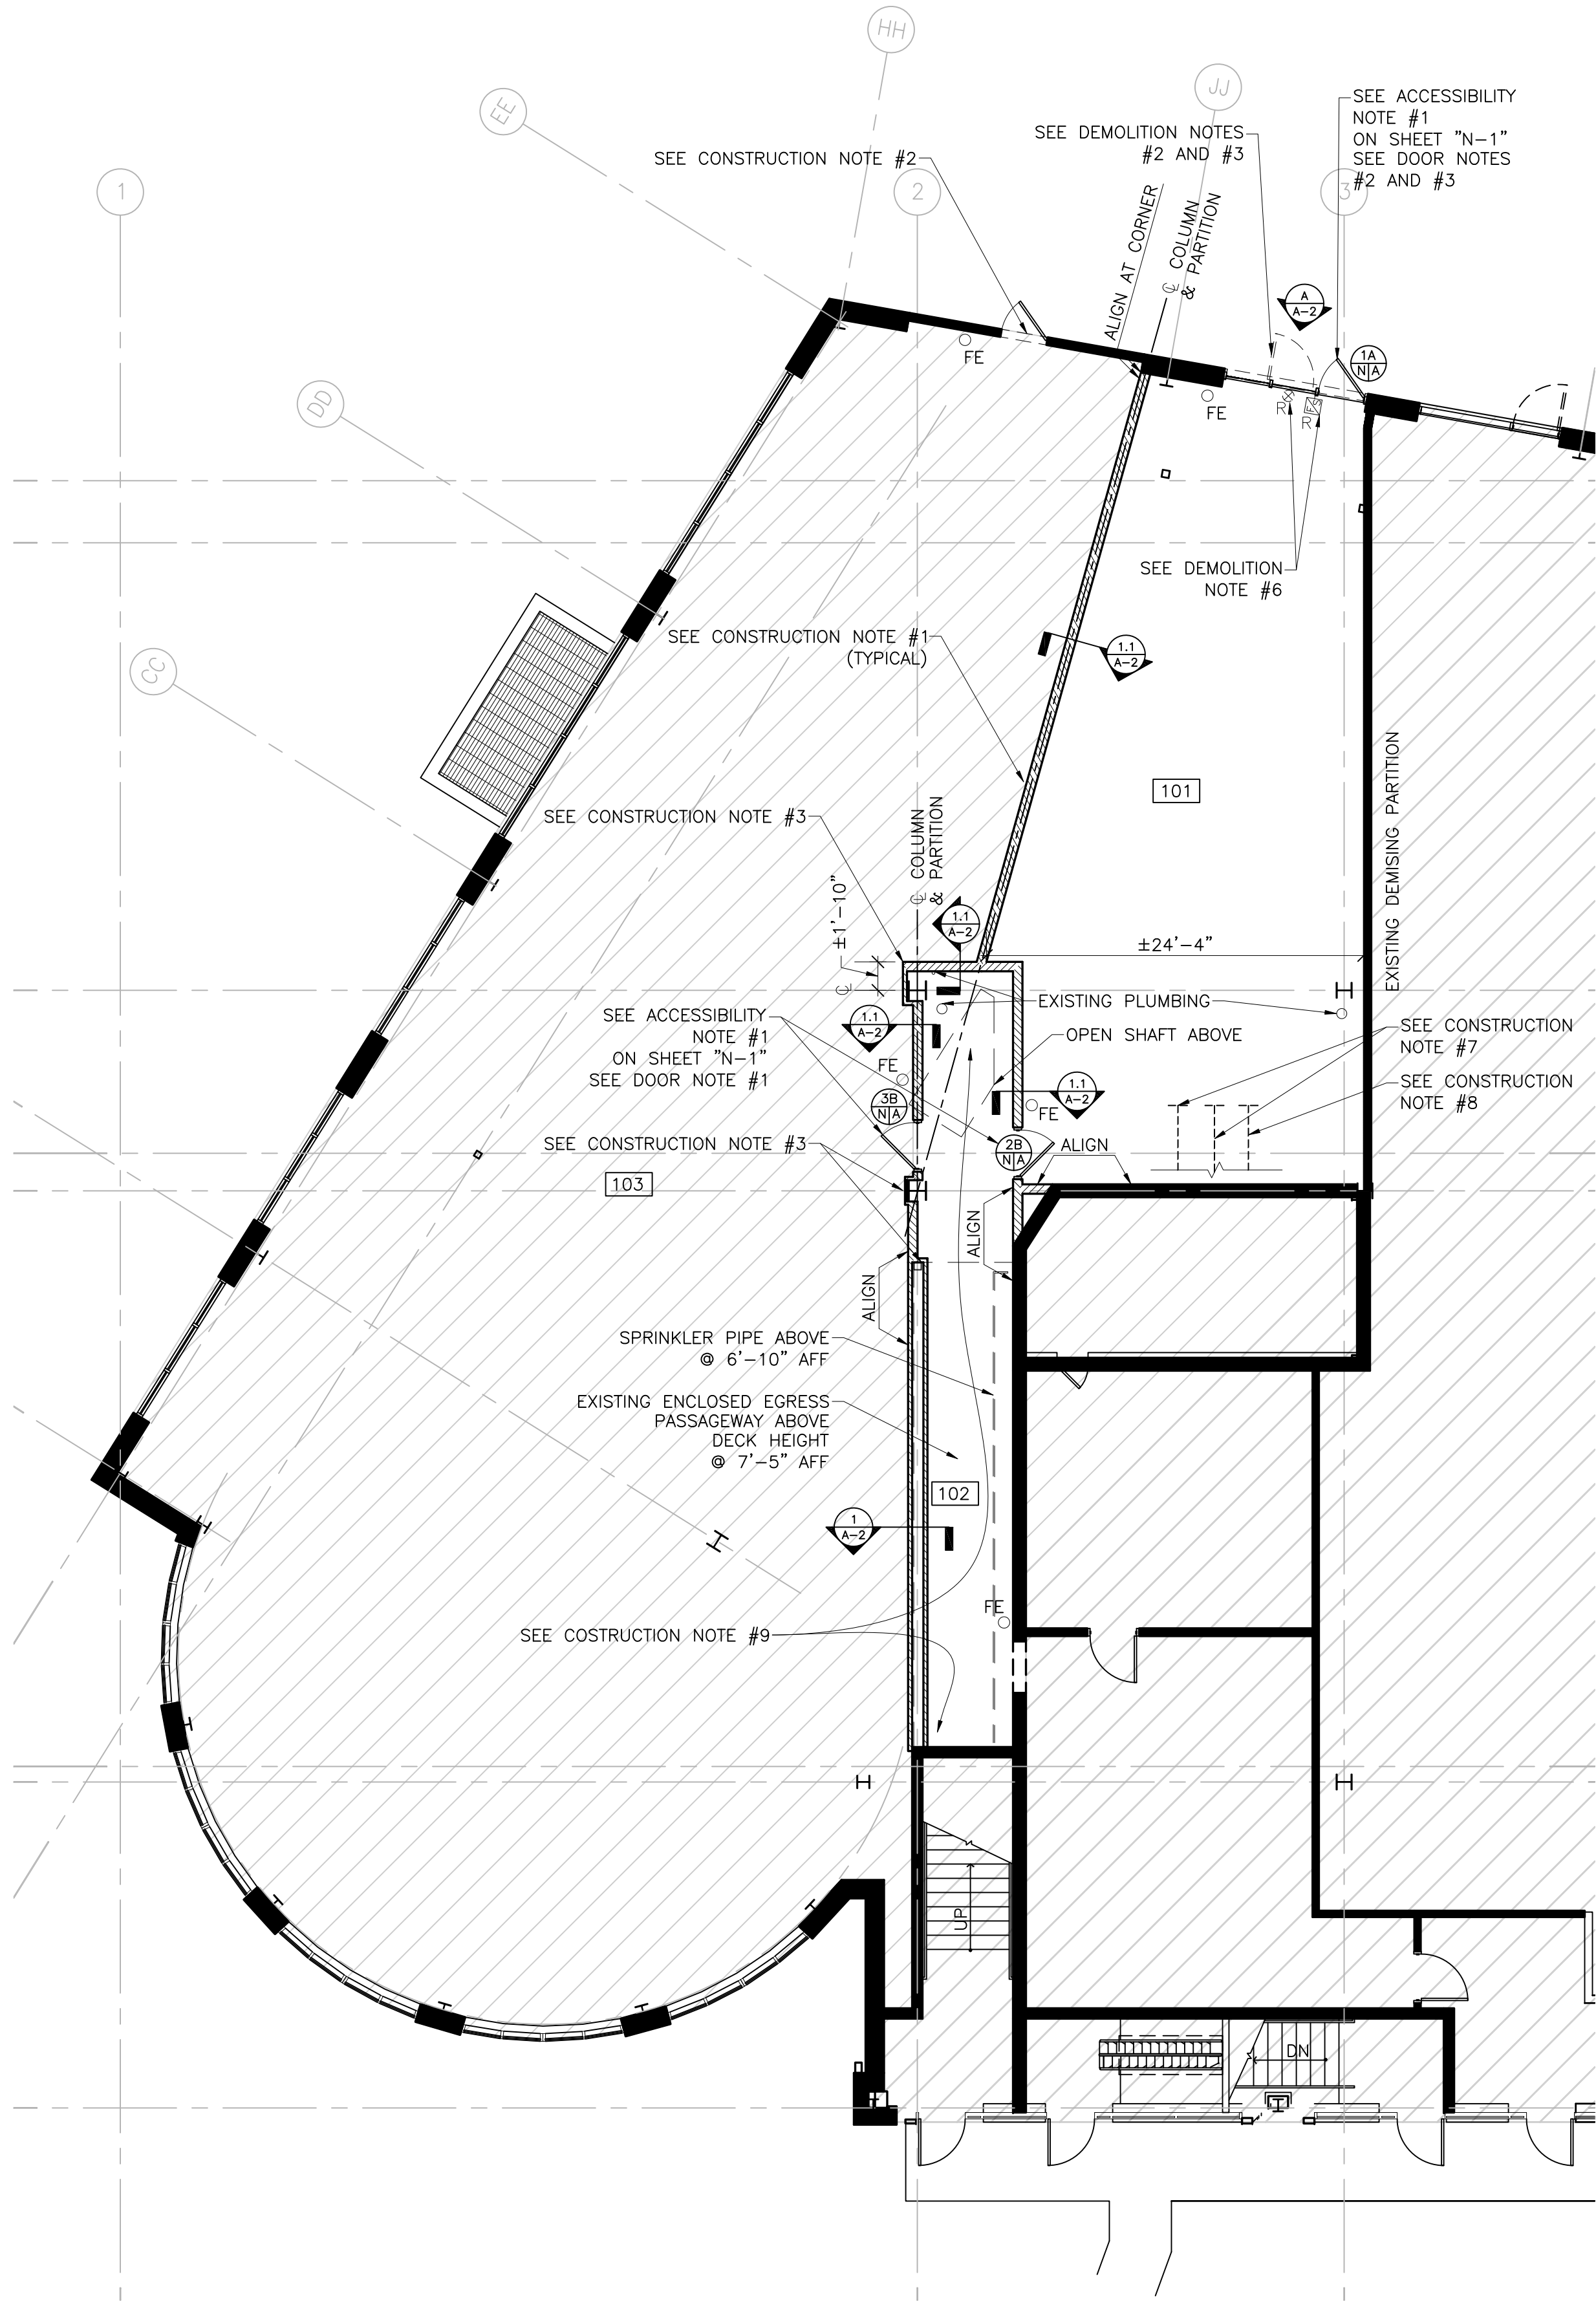 HH
JJ
EE
SEE ACCESSIBILITY
NOTE #1
ON SHEET "N-1"
SEE DOOR NOTES
#2 AND #3
SEE DEMOLITION NOTES
#2 AND #3
SEE CONSTRUCTION NOTE #2
1
2
3
ALIGN AT CORNER
℄ COLUMN
& PARTITION
A
A-2
1A
N A
FE
FE
R
R
FS
DD
SEE DEMOLITION
NOTE #6
SEE CONSTRUCTION NOTE #1
(TYPICAL)
1.1
A-2
CC
101
EXISTING DEMISING PARTITION
SEE CONSTRUCTION NOTE #3
℄ COLUMN
& PARTITION
±1'-10"
℄
1.1
A-2
±24'-4"
EXISTING PLUMBING
SEE ACCESSIBILITY
NOTE #1
ON SHEET "N-1"
SEE DOOR NOTE #1
1.1
A-2
OPEN SHAFT ABOVE
SEE CONSTRUCTION
NOTE #7
SEE CONSTRUCTION
NOTE #8
FE
1.1
A-2
FE
3B
N A
2B
N A
SEE CONSTRUCTION NOTE #3
ALIGN
103
ALIGN
ALIGN
SPRINKLER PIPE ABOVE
@ 6'-10" AFF
EXISTING ENCLOSED EGRESS
PASSAGEWAY ABOVE
DECK HEIGHT
@ 7'-5" AFF
102
1
A-2
FE
SEE COSTRUCTION NOTE #9
UP
DN